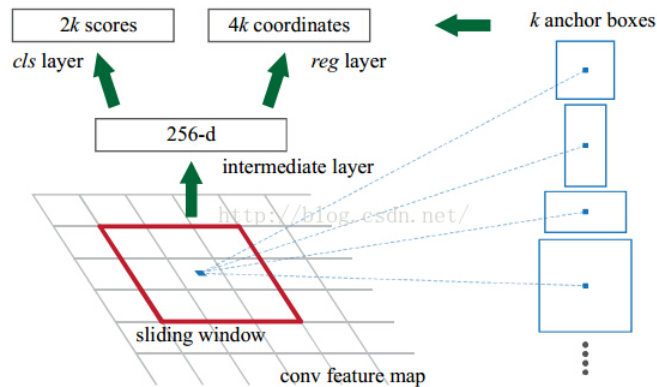 2k scores
4k coordinates
k anchor boxes
cls layer
reg layer
256-d
intermediate layer
http://blog.csdn.net/
sliding window
conv feature map